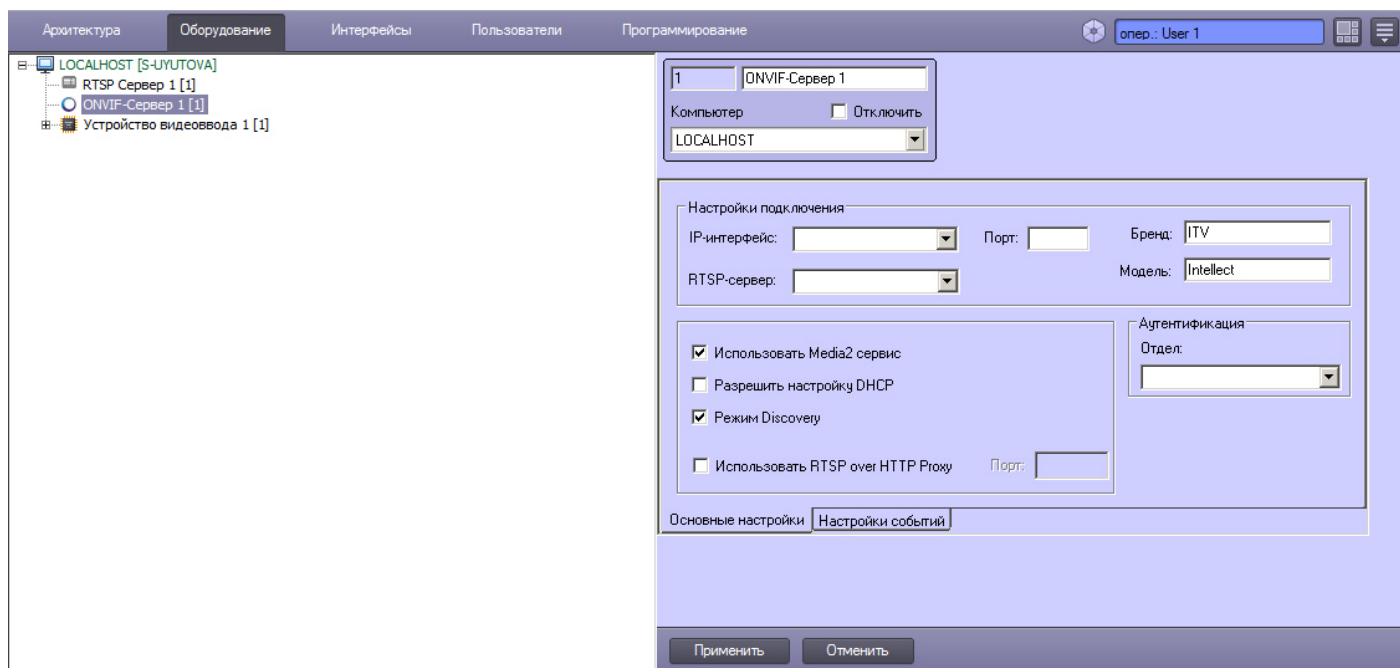 Архитектура Оборудование Интерфейсы Пользователи Программирование опер.: User 1
LOCALHOST [S-UYUTOVA]
RTSP Сервер 1 [1]
ONVIF-Сервер 1 [1]
Устройство видеоввода 1 [1]
1 ONVIF-Сервер 1
Компьютер Отключить
LOCALHOST
Настройки подключения
IP-интерфейс: Порт: Бренд: ITV
RTSP-сервер: Модель: Intellect
Аутентификация
Отдел:
Использовать Media2 сервис
Разрешить настройку DHCP
Режим Discovery
Использовать RTSP over HTTP Proxy Порт:
Основные настройки Настройки событий
Применить Отменить